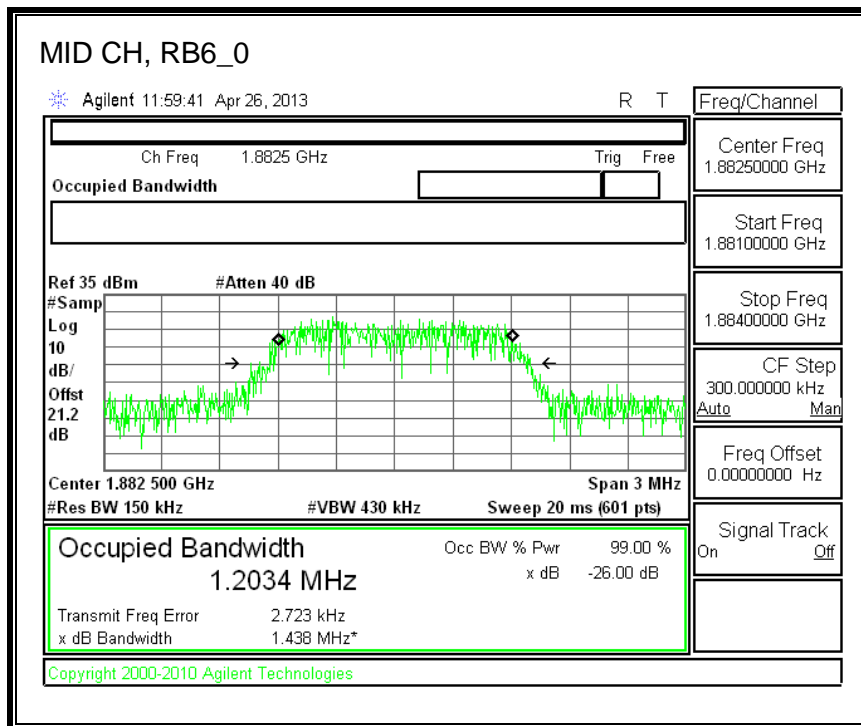 MID CH, RB6_0
Agilent 11:59:41 Apr 26, 2013 R T
Freq/Channel
Ch Freq 1.8825 GHz Trig Free
Occupied Bandwidth
Center Freq
1.88250000 GHz
Start Freq
1.88100000 GHz
Stop Freq
1.88400000 GHz
CF Step
300.000000 kHz
Auto Man
Freq Offset
0.00000000 Hz
Signal Track
On Off
Ref 35 dBm #Atten 40 dB
#Samp
Log
10
dB/
Offst
21.2
dB
Center 1.882 500 GHz Span 3 MHz
#Res BW 150 kHz #VBW 430 kHz Sweep 20 ms (601 pts)
Occupied Bandwidth
1.2034 MHz
Occ BW % Pwr 99.00 %
x dB -26.00 dB
Transmit Freq Error 2.723 kHz
x dB Bandwidth 1.438 MHz*
Copyright 2000-2010 Agilent Technologies